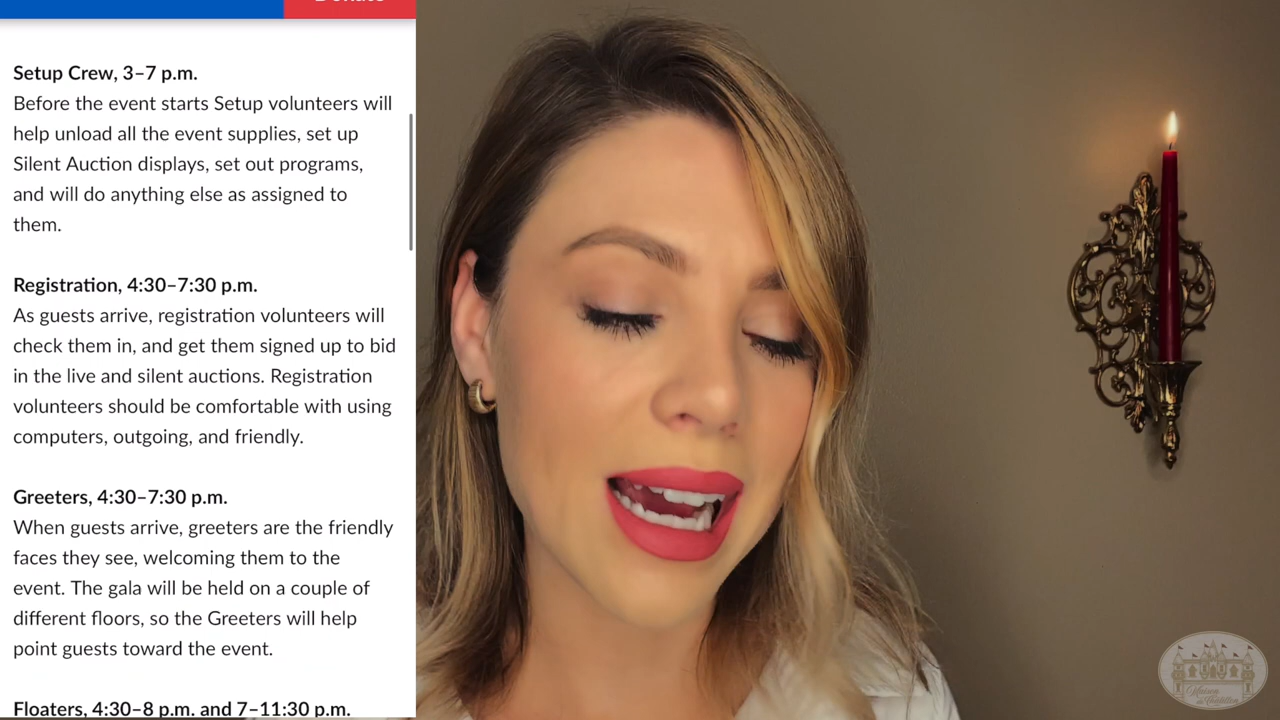 Setup Crew, 3–7 p.m.
Before the event starts Setup volunteers will
help unload all the event supplies, set up
Silent Auction displays, set out programs,
and will do anything else as assigned to
them.
Registration, 4:30–7:30 p.m.
As guests arrive, registration volunteers will
check them in, and get them signed up to bid
in the live and silent auctions. Registration
volunteers should be comfortable with using
computers, outgoing, and friendly.
Greeters, 4:30–7:30 p.m.
When guests arrive, greeters are the friendly
faces they see, welcoming them to the
event. The gala will be held on a couple of
different floors, so the Greeters will help
point guests toward the event.
Floaters, 4:30–8 p.m. and 7–11:30 p.m.